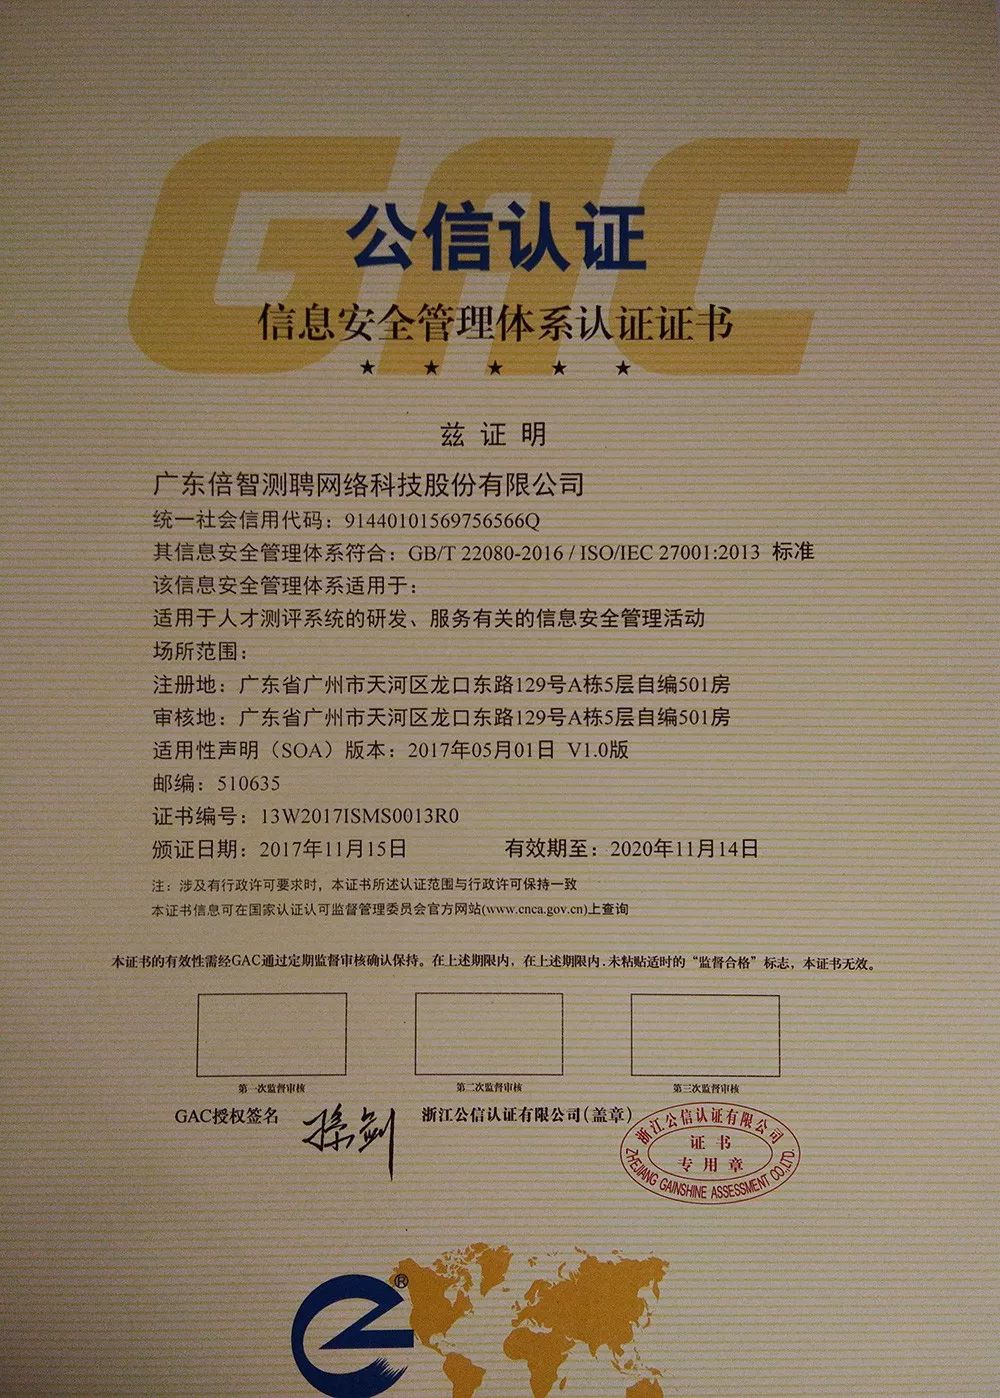 GAC
公信认证
信息安全管理体系认证证书
★ ★ ★ ★ ★
兹证明
广东倍智测聘网络科技股份有限公司
统一社会信用代码：91440101569756566Q
其信息安全管理体系符合：GB/T 22080-2016 / ISO/IEC 27001:2013 标准
该信息安全管理体系适用于：
适用于人才测评系统的研发、服务有关的信息安全管理活动
场所范围：
注册地：广东省广州市天河区龙口东路129号A栋5层自编501房
审核地：广东省广州市天河区龙口东路129号A栋5层自编501房
适用性声明（SOA）版本：2017年05月01日 V1.0版
邮编：510635
证书编号：13W2017ISMS0013R0
颁证日期：2017年11月15日 有效期至：2020年11月14日
注：涉及有行政许可要求时，本证书所述认证范围与行政许可保持一致
本证书信息可在国家认证认可监督管理委员会官方网站(www.cnca.gov.cn)上查询
本证书的有效性需经GAC通过定期监督审核确认保持。在上述期限内，在上述期限内.未粘贴适时的“监督合格”标志，本证书无效。
第一次监督审核 第二次监督审核 第三次监督审核
GAC授权签名 浙江公信认证有限公司(盖章)
浙江公信认证有限公司
证书
专用章
ZHEJIANG GAINSHINE ASSESSMENT CO.,LTD.
®